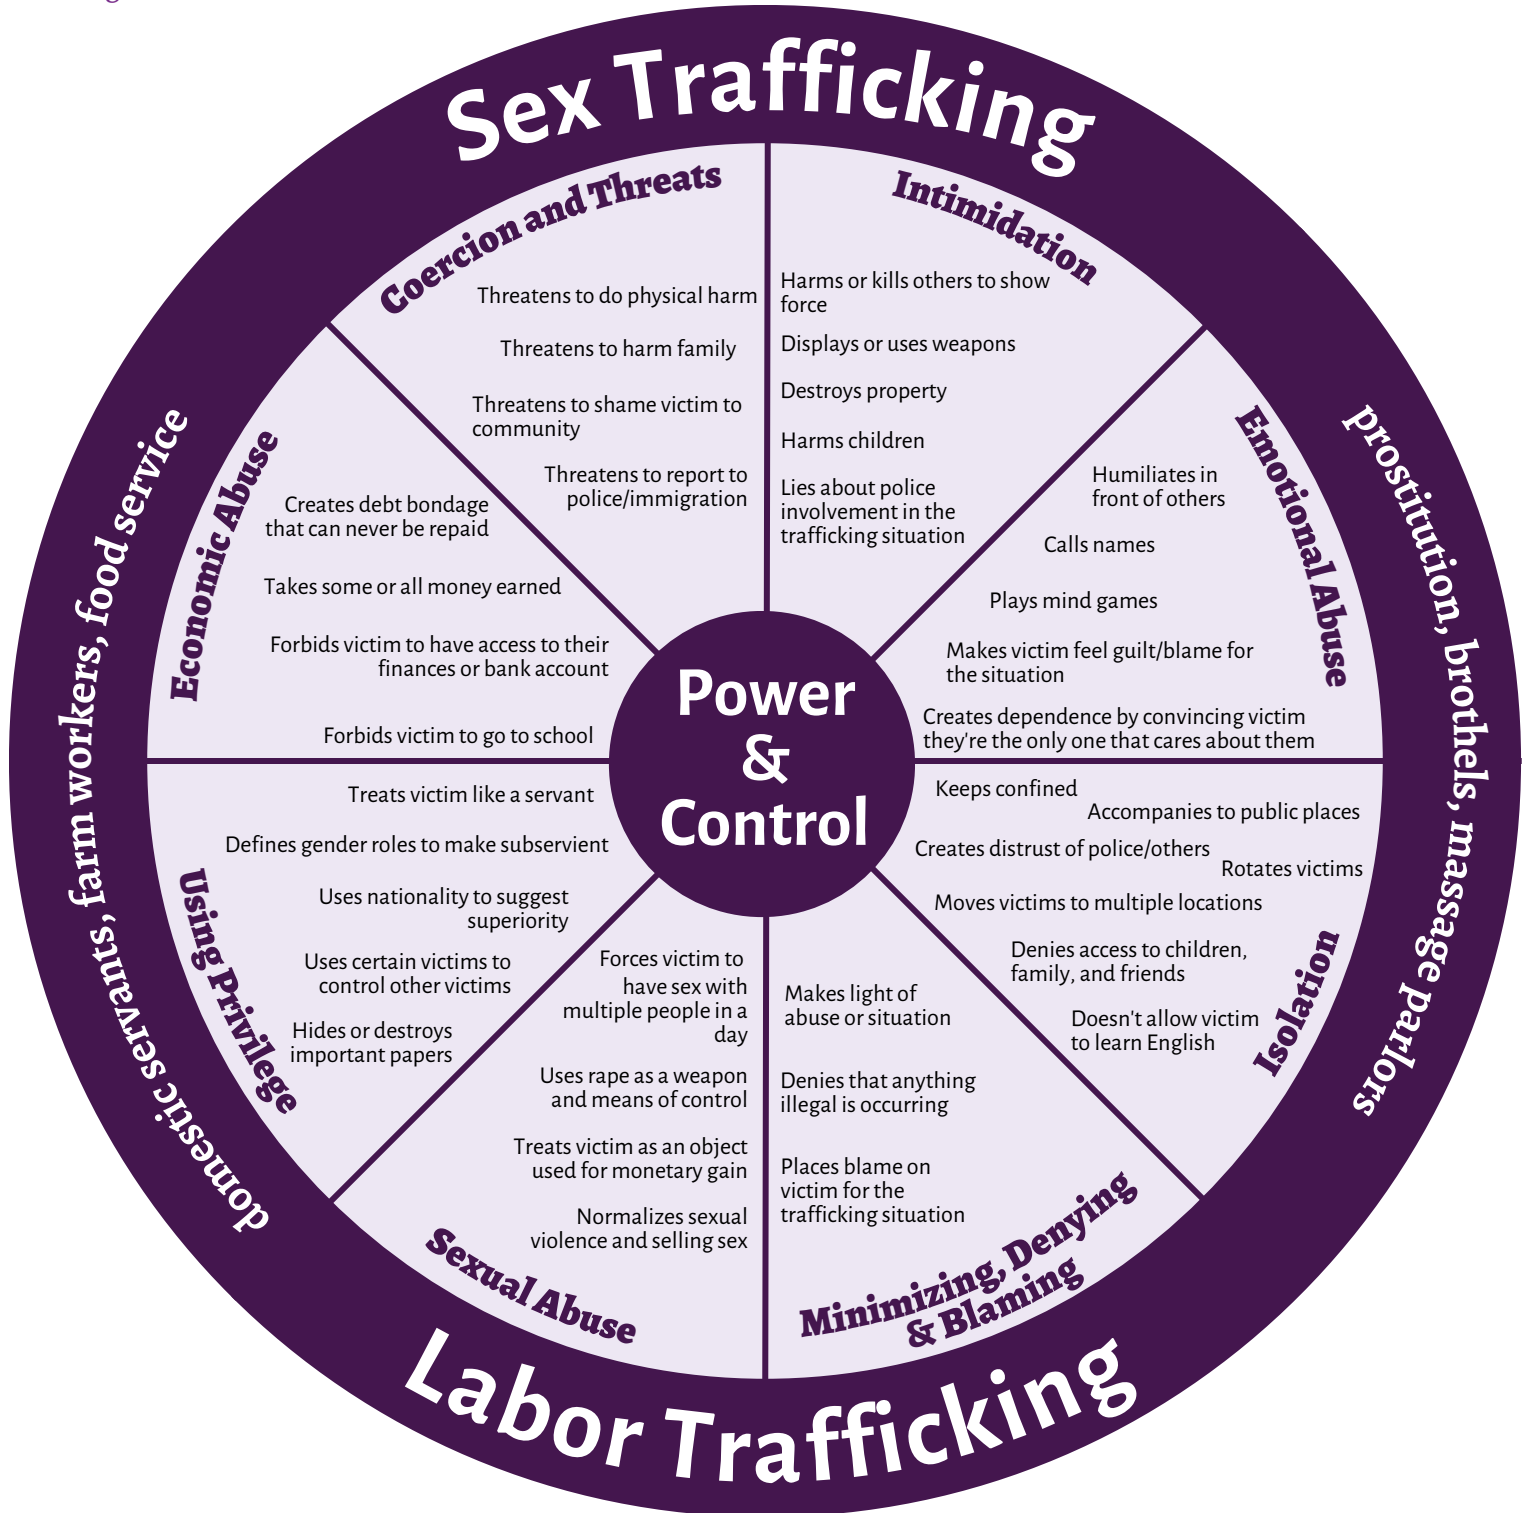 Sex Trafficking
Coercion and Threats
Threatens to do physical harm
Threatens to harm family
Threatens to shame victim to
community
Threatens to report to
police/immigration
Intimidation
Harms or kills others to show
force
Displays or uses weapons
Destroys property
Harms children
Lies about police
involvement in the
trafficking situation
Emotional Abuse
Humiliates in
front of others
Calls names
Plays mind games
Makes victim feel guilt/blame for
the situation
Creates dependence by convincing victim
they're the only one that cares about them
prostitution, brothels, massage parlors
Isolation
Keeps confined
Accompanies to public places
Creates distrust of police/others
Rotates victims
Moves victims to multiple locations
Denies access to children,
family, and friends
Doesn't allow victim
to learn English
Minimizing, Denying
& Blaming
Makes light of
abuse or situation
Denies that anything
illegal is occurring
Places blame on
victim for the
trafficking situation
Sexual Abuse
Forces victim to
have sex with
multiple people in a
day
Uses rape as a weapon
and means of control
Treats victim as an object
used for monetary gain
Normalizes sexual
violence and selling sex
Using Privilege
Treats victim like a servant
Defines gender roles to make subservient
Uses nationality to suggest
superiority
Uses certain victims to
control other victims
Hides or destroys
important papers
Economic Abuse
Creates debt bondage
that can never be repaid
Takes some or all money earned
Forbids victim to have access to their
finances or bank account
Forbids victim to go to school
domestic servants, farm workers, food service
Power
&
Control
Labor Trafficking